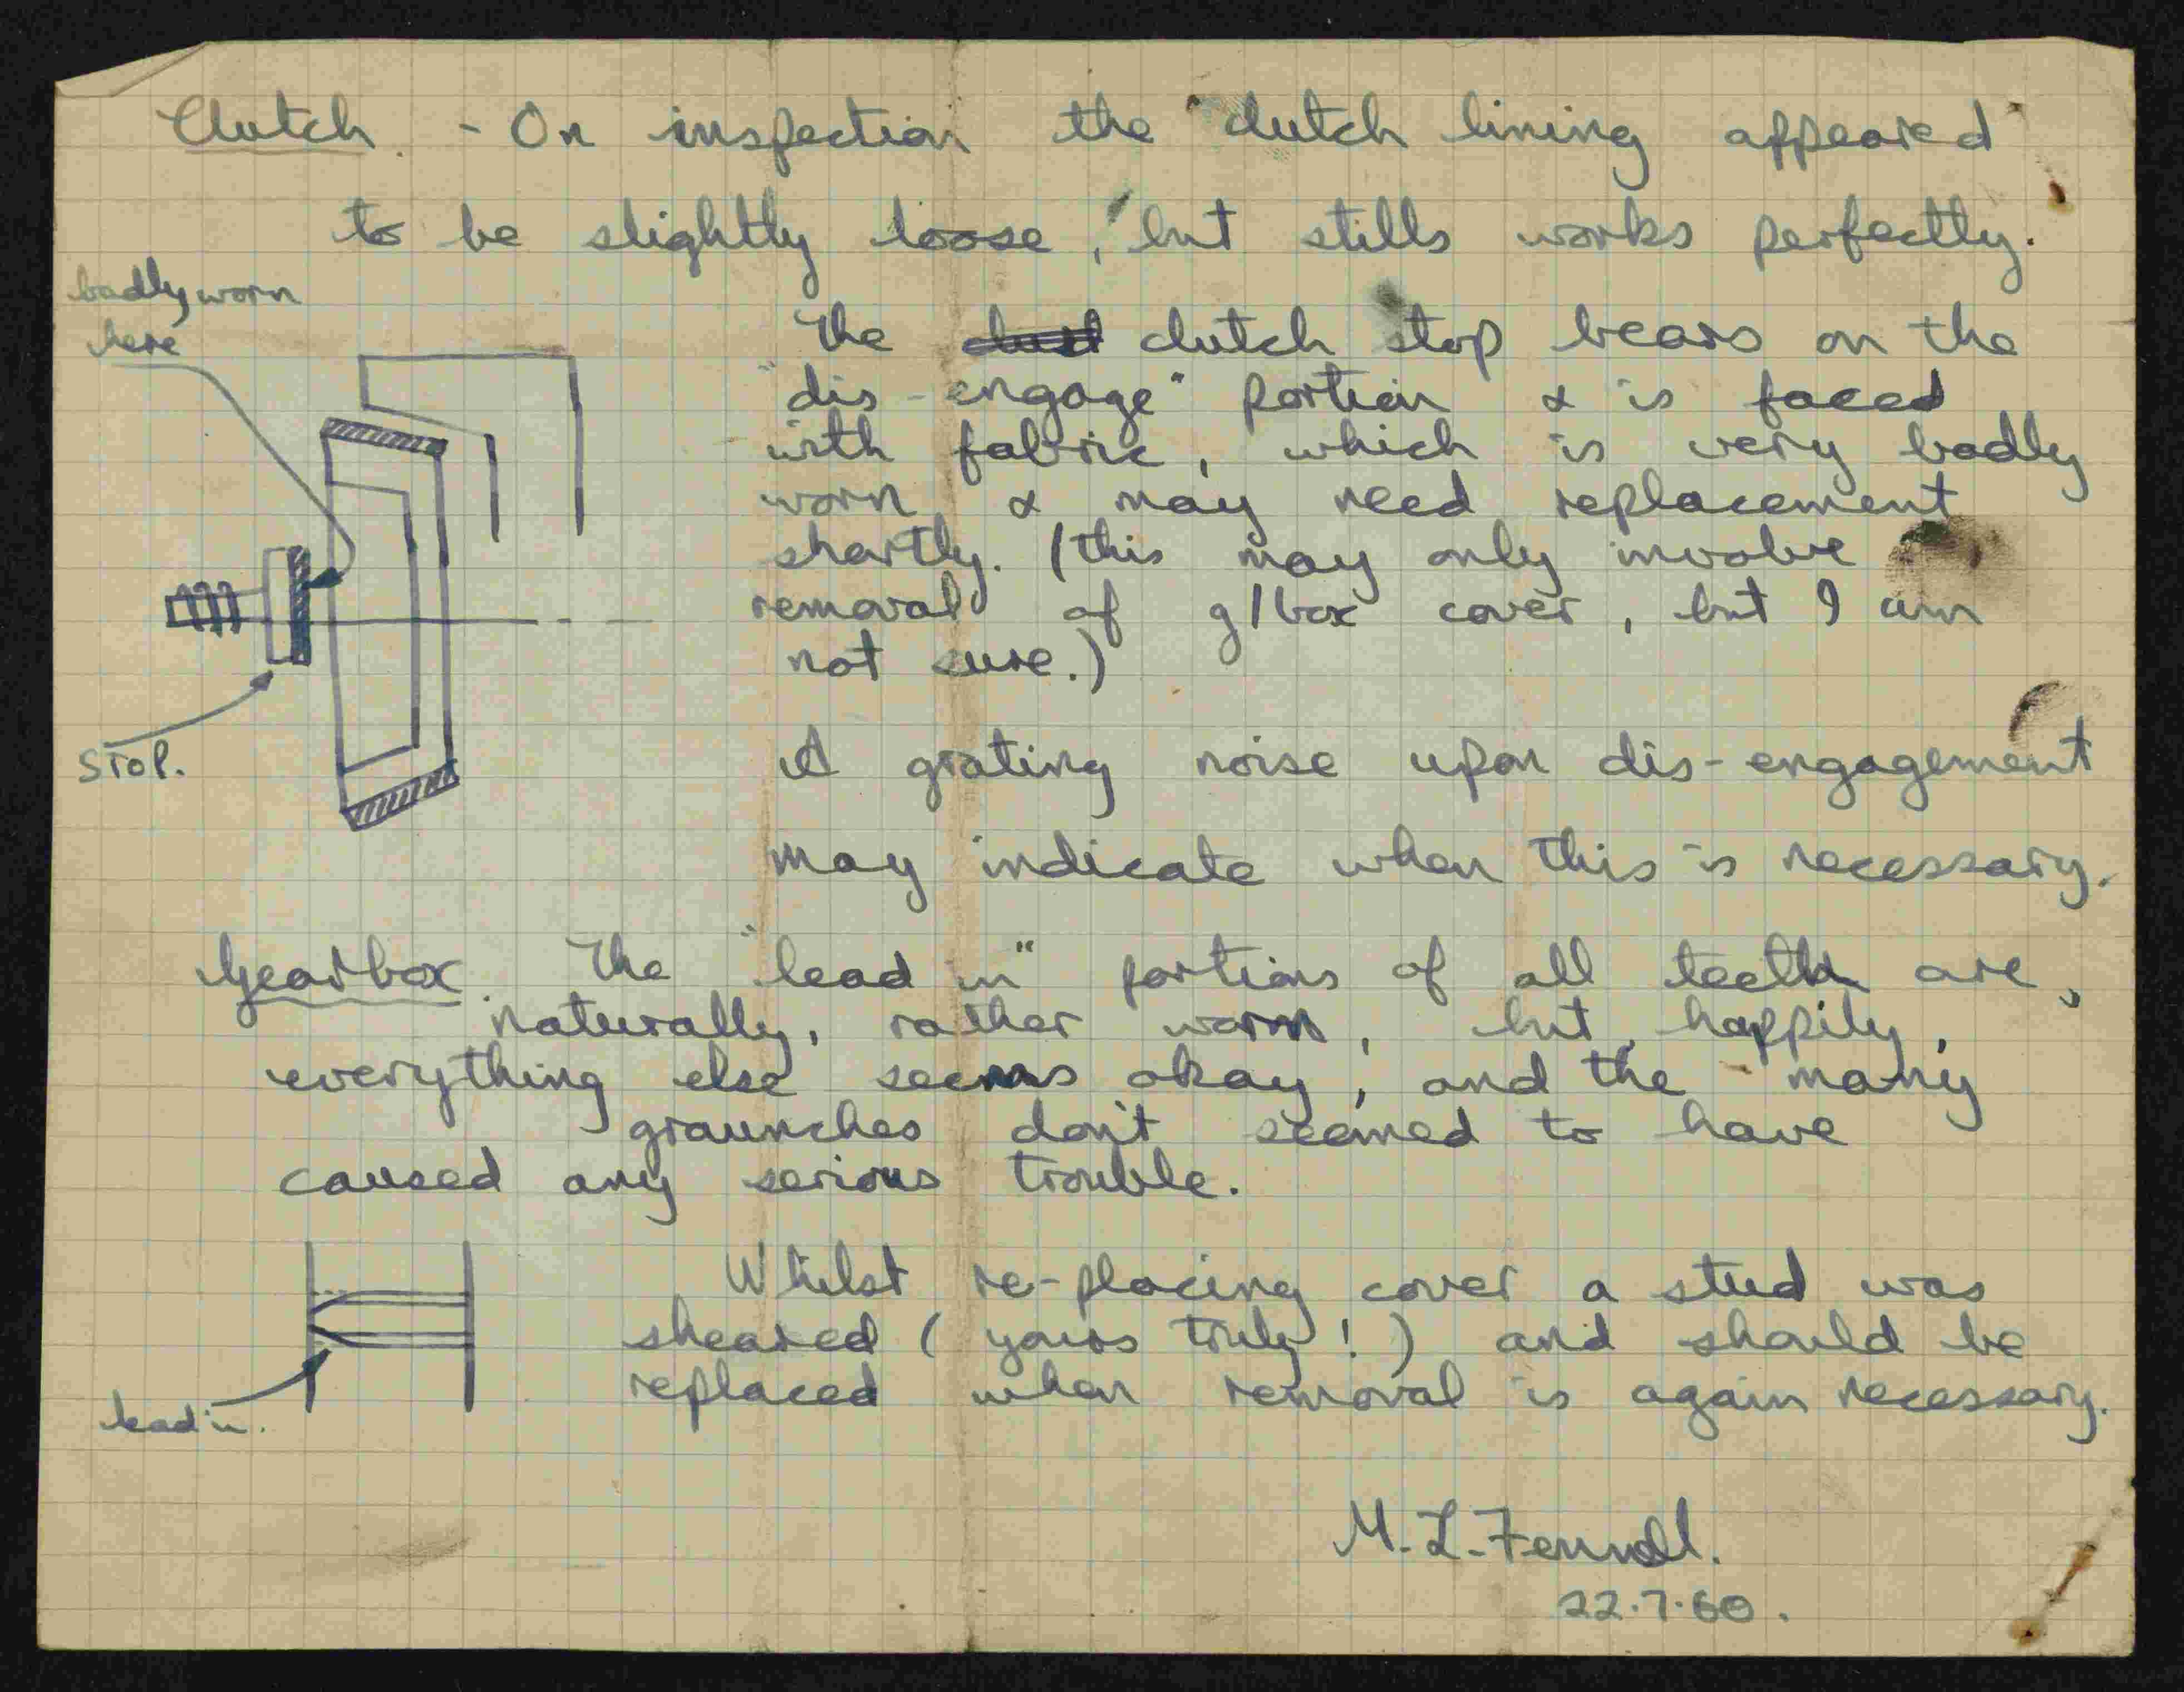 Clutch - On inspection the clutch lining appeared
to be slightly loose, but stills works perfectly.
badly worn
here
The clutch stop bears on the
"dis-engage" portion & is faced
with fabric, which is very badly
worn & may need replacement
shortly. (this may only involve
removal of g/box cover, but I am
not sure.)
STOP.
A grating noise upon dis-engagement
may indicate when this is necessary.
Gearbox. The "lead in" portions of all teeth are,
naturally, rather worn, but, happily,
everything else seems okay, and the many
graunches don't seemed to have
caused any serious trouble.
Whilst re-placing cover a stud was
sheared (yours truly!) and should be
replaced when removal is again necessary.
lead in.
M. L.
22.7.60.